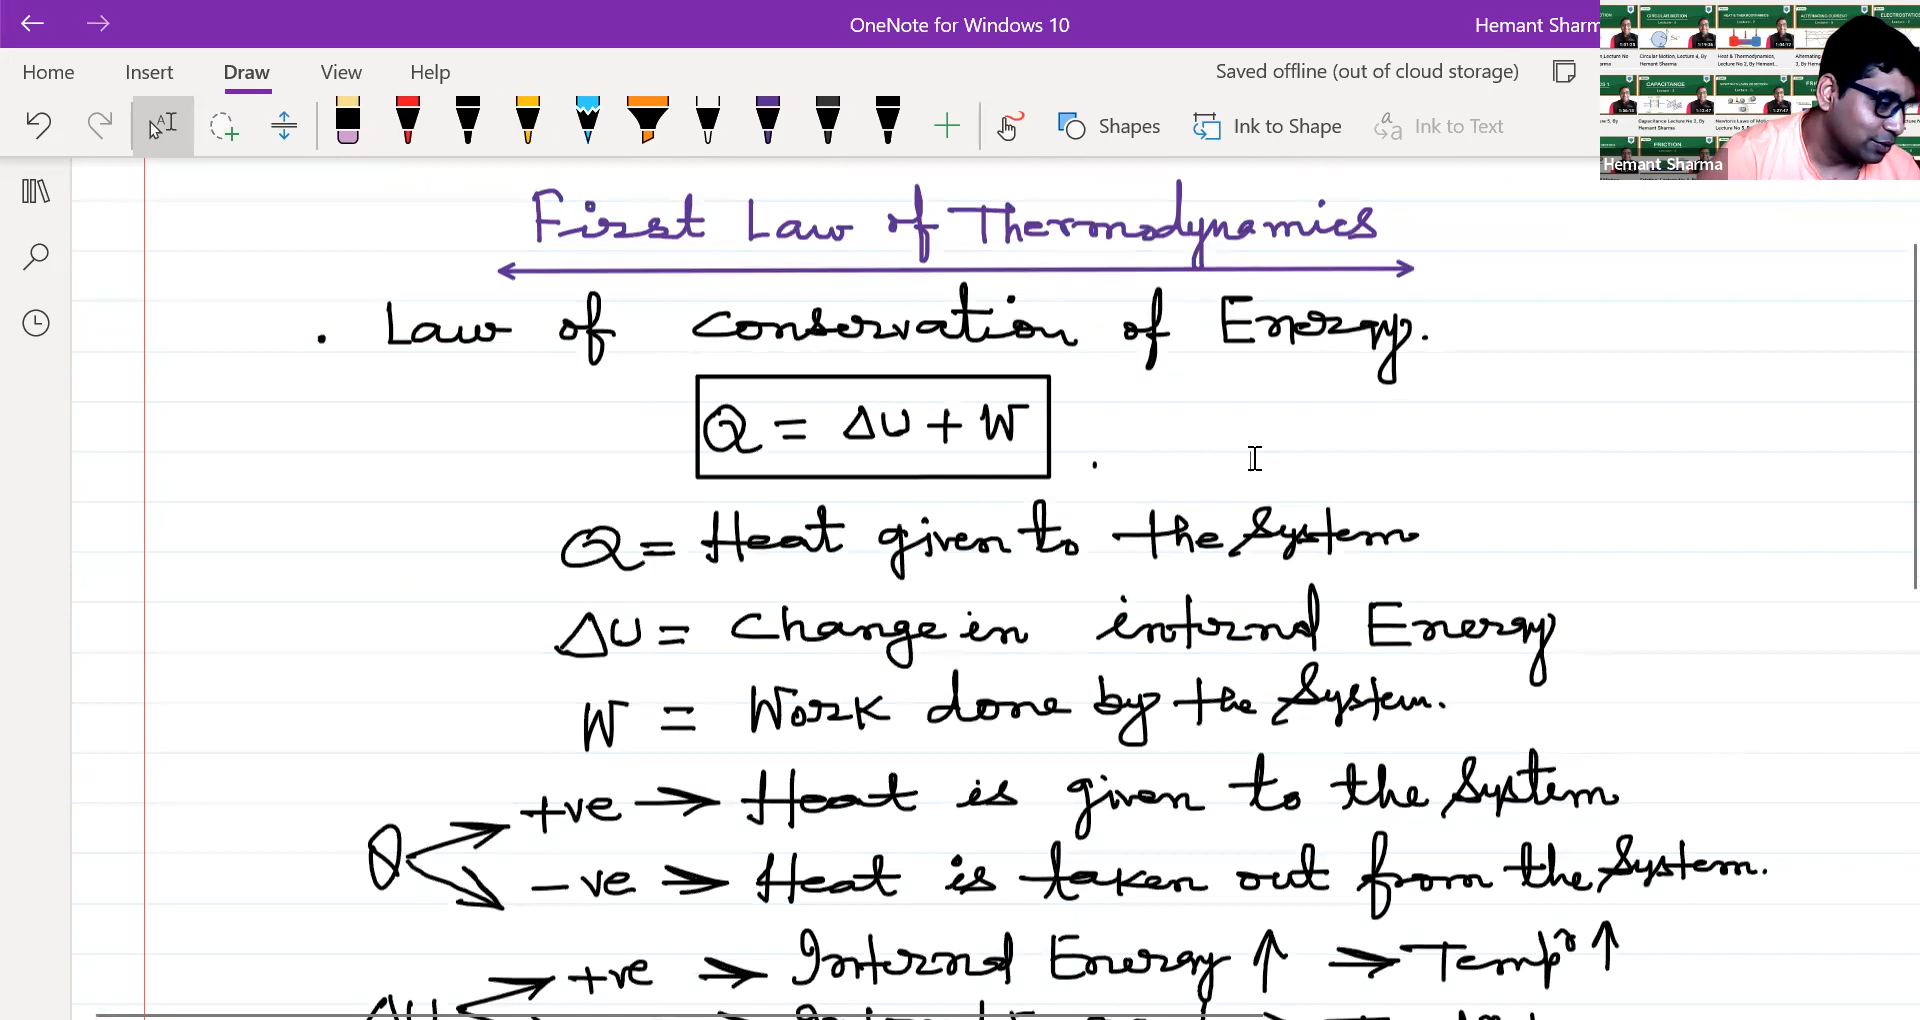 OneNote for Windows 10
Hemant Sharm
Home Insert Draw View Help
Saved offline (out of cloud storage)
Shapes Ink to Shape Ink to Text
Hemant Sharma
First Law of Thermodynamics
. Law of Conservation of Energy.
Q = ΔU + W .
Q = Heat given to the System
ΔU = Change in internal Energy
W = Work done by the System.
Q
+ve → Heat is given to the System
- ve → Heat is taken out from the System.
ΔU
+ve → Internal Energy ↑ → Tempr ↑